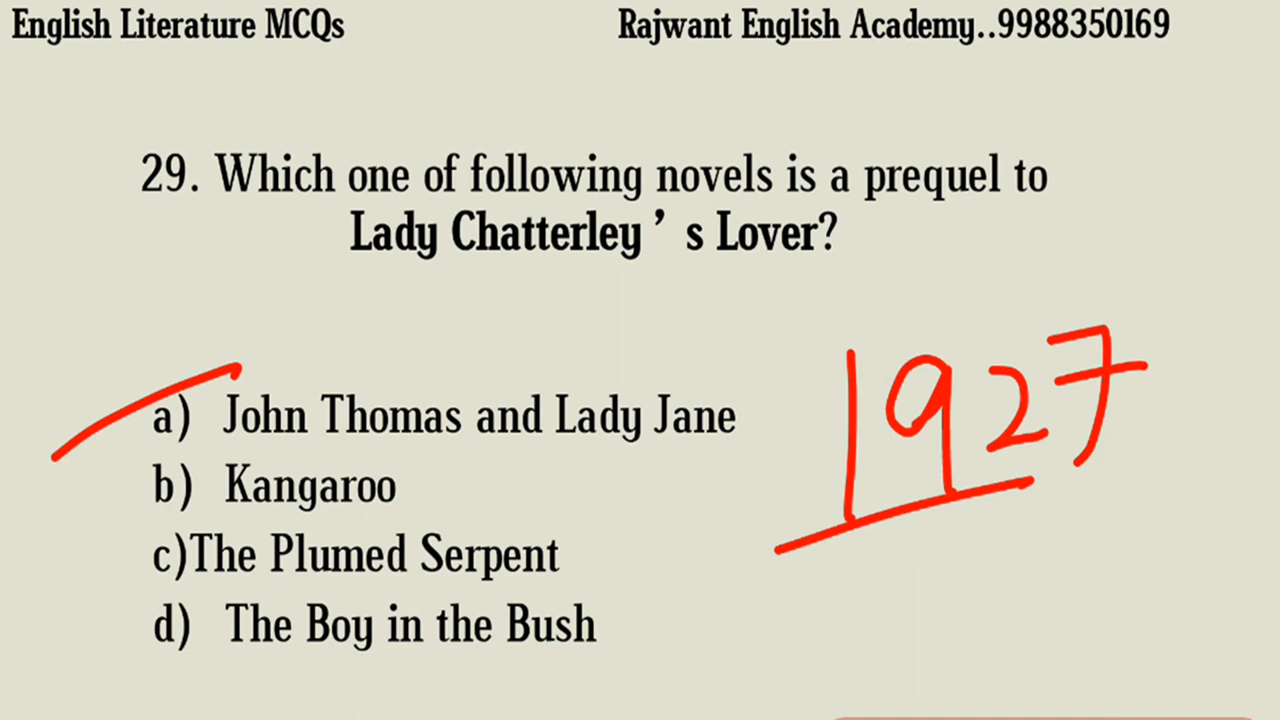 English Literature MCQs
Rajwant English Academy..9988350169
29. Which one of following novels is a prequel to
Lady Chatterley ’ s Lover?
a) John Thomas and Lady Jane
1927
b) Kangaroo
c)The Plumed Serpent
d) The Boy in the Bush